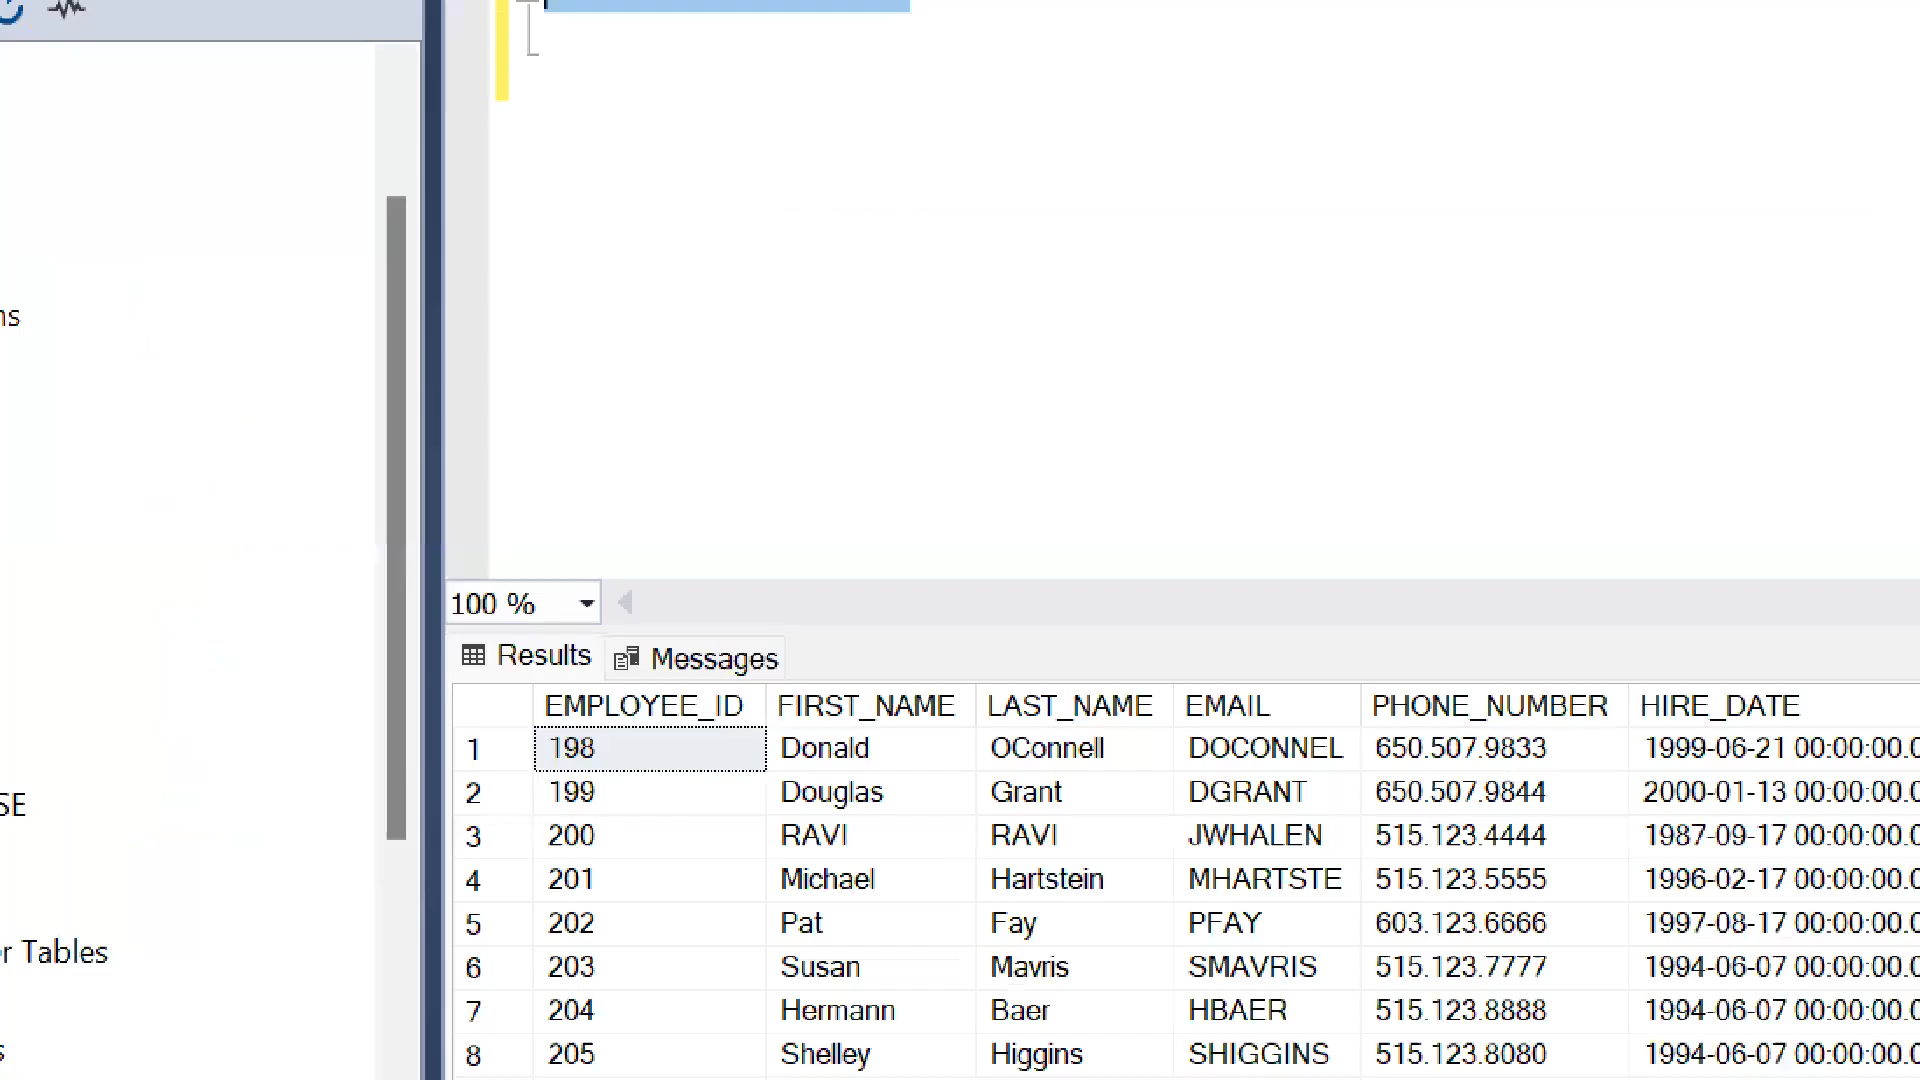 ns
SE
r Tables
s
100 %
Results Messages
EMPLOYEE_ID FIRST_NAME LAST_NAME EMAIL PHONE_NUMBER HIRE_DATE
1 198 Donald OConnell DOCONNEL 650.507.9833 1999-06-21 00:00:00.0
2 199 Douglas Grant DGRANT 650.507.9844 2000-01-13 00:00:00.0
3 200 RAVI RAVI JWHALEN 515.123.4444 1987-09-17 00:00:00.0
4 201 Michael Hartstein MHARTSTE 515.123.5555 1996-02-17 00:00:00.0
5 202 Pat Fay PFAY 603.123.6666 1997-08-17 00:00:00.0
6 203 Susan Mavris SMAVRIS 515.123.7777 1994-06-07 00:00:00.0
7 204 Hermann Baer HBAER 515.123.8888 1994-06-07 00:00:00.0
8 205 Shelley Higgins SHIGGINS 515.123.8080 1994-06-07 00:00:00.0